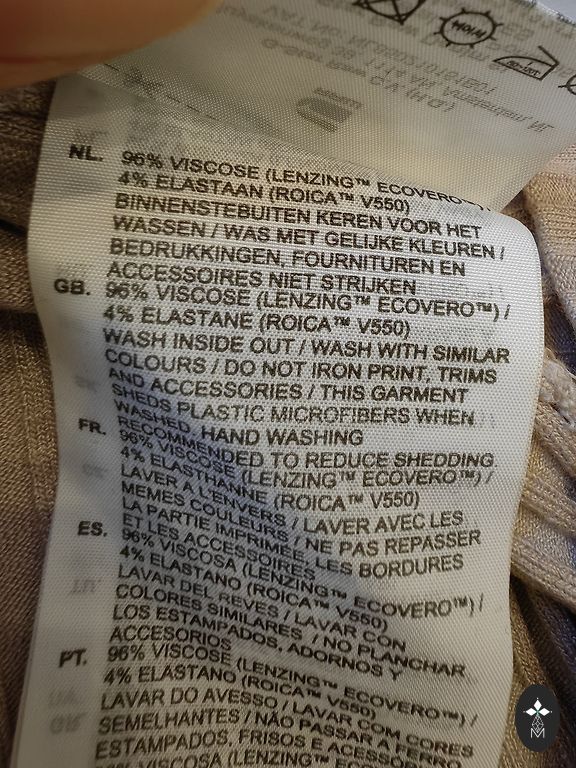 NL. 96% VISCOSE (LENZING™ ECOVERO™) /
4% ELASTAAN (ROICA™ V550)
BINNENSTEBUITEN KEREN VOOR HET
WASSEN / WAS MET GELIJKE KLEUREN /
BEDRUKKINGEN, FOURNITUREN EN
ACCESSOIRES NIET STRIJKEN
GB. 96% VISCOSE (LENZING™ ECOVERO™) /
4% ELASTANE (ROICA™ V550)
WASH INSIDE OUT / WASH WITH SIMILAR
COLOURS / DO NOT IRON PRINT, TRIMS
AND ACCESSORIES / THIS GARMENT
SHEDS PLASTIC MICROFIBERS WHEN
WASHED, HAND WASHING
RECOMMENDED TO REDUCE SHEDDING
FR. 96% VISCOSE (LENZING™ ECOVERO™) /
4% ELASTHANNE (ROICA™ V550)
LAVER A L'ENVERS / LAVER AVEC LES
MEMES COULEURS / NE PAS REPASSER
LA PARTIE IMPRIMÉE, LES BORDURES
ET LES ACCESSOIRES
ES. 96% VISCOSA (LENZING™ ECOVERO™) /
4% ELASTANO (ROICA™ V550)
LAVAR DEL REVES / LAVAR CON
COLORES SIMILARES / NO PLANCHAR
LOS ESTAMPADOS, ADORNOS Y
ACCESORIOS
PT. 96% VISCOSE (LENZING™ ECOVERO™) /
4% ELASTANO (ROICA™ V550)
LAVAR DO AVESSO / LAVAR COM CORES
SEMELHANTES / NÃO PASSAR A FERRO
ESTAMPADOS, FRISOS E
M